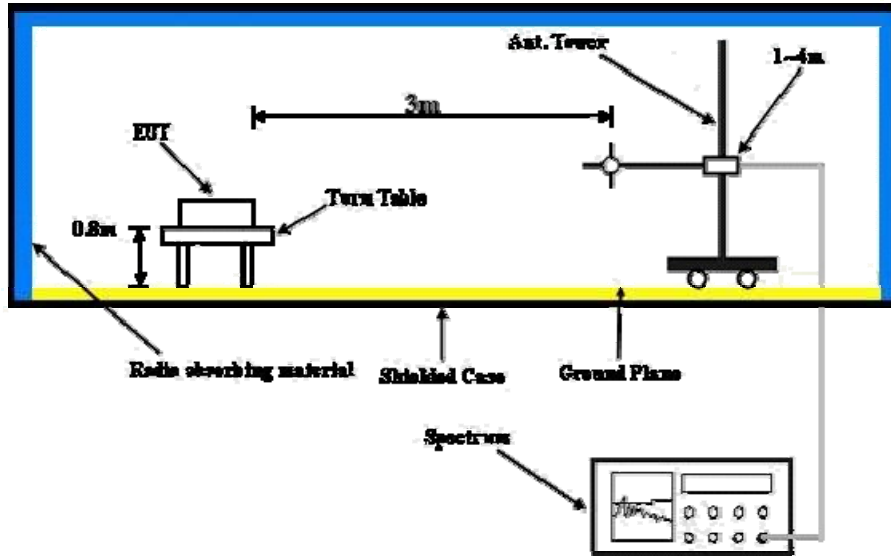 Ant. Tower
1~4m
3m
EUT
Turn Table
0.8m
Radio absorbing material
Shielded Case
Ground Plane
Spectrum